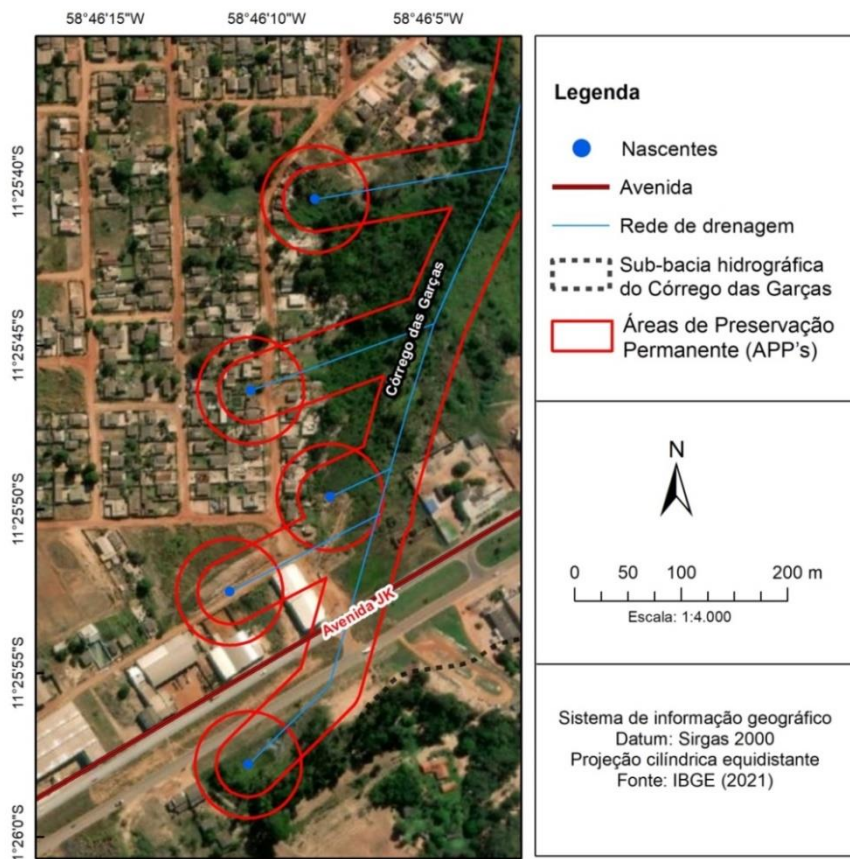 58°46'15"W
58°46'10"W
58°46'5"W
11°25'40"S
11°25'45"S
11°25'50"S
11°25'55"S
11°26'0"S
Córrego das Garças
Avenida JK
Legenda
Nascentes
Avenida
Rede de drenagem
Sub-bacia hidrográfica
do Córrego das Garças
Áreas de Preservação
Permanente (APP's)
N
0 50 100 200 m
Escala: 1:4.000
Sistema de informação geográfico
Datum: Sirgas 2000
Projeção cilíndrica equidistante
Fonte: IBGE (2021)